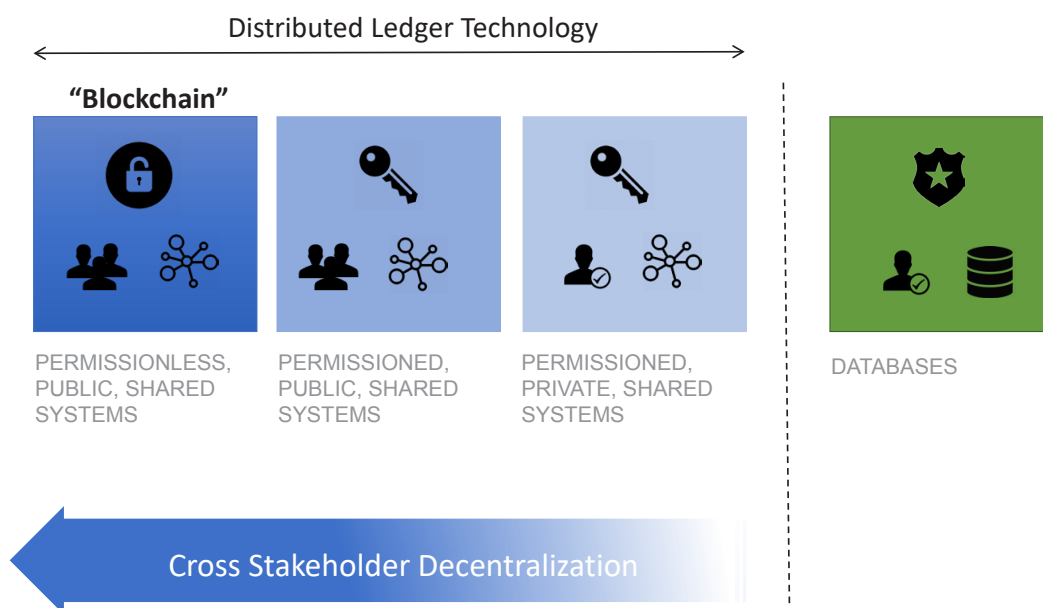 Distributed Ledger Technology
“Blockchain”
PERMISSIONLESS,
PUBLIC, SHARED
SYSTEMS
PERMISSIONED,
PUBLIC, SHARED
SYSTEMS
PERMISSIONED,
PRIVATE, SHARED
SYSTEMS
DATABASES
Cross Stakeholder Decentralization